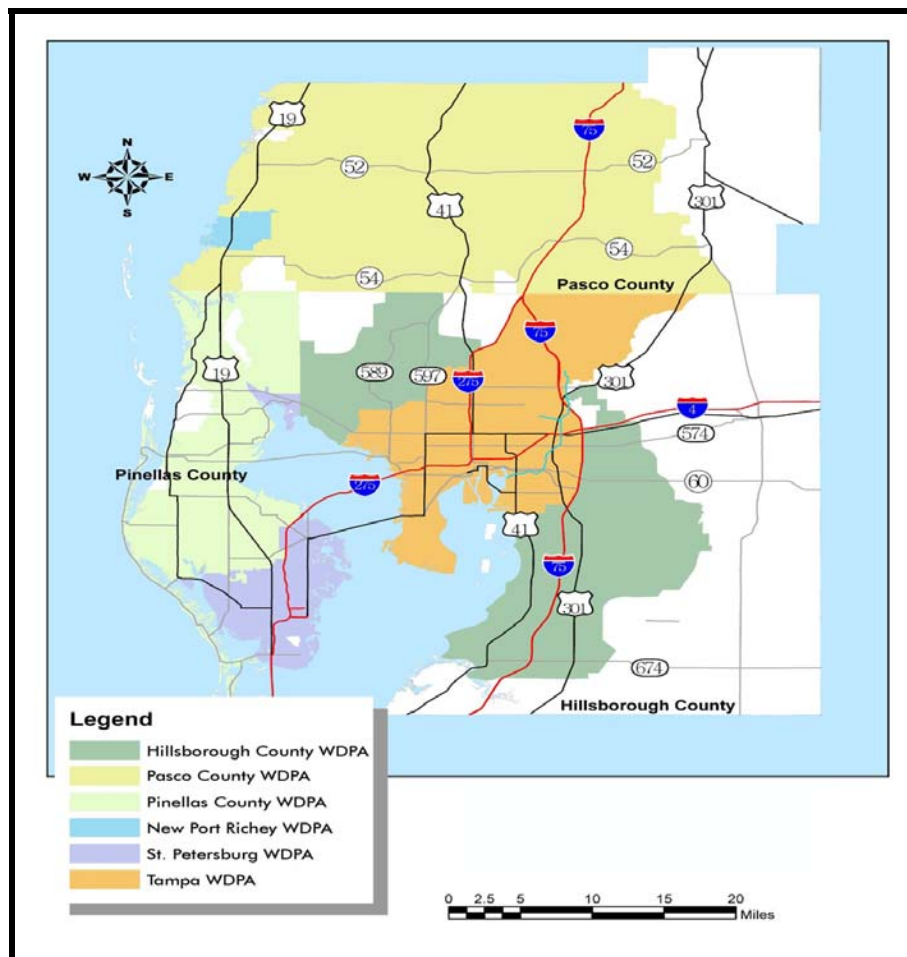 19
75
N
W E
S
52
52
41
301
54
54
Pasco County
75
19
589
597
275
301
4
574
Pinellas County
275
60
41
75
301
674
Hillsborough County
Legend
Hillsborough County WDPA
Pasco County WDPA
Pinellas County WDPA
New Port Richey WDPA
St. Petersburg WDPA
Tampa WDPA
0 2.5 5 10 15 20
Miles